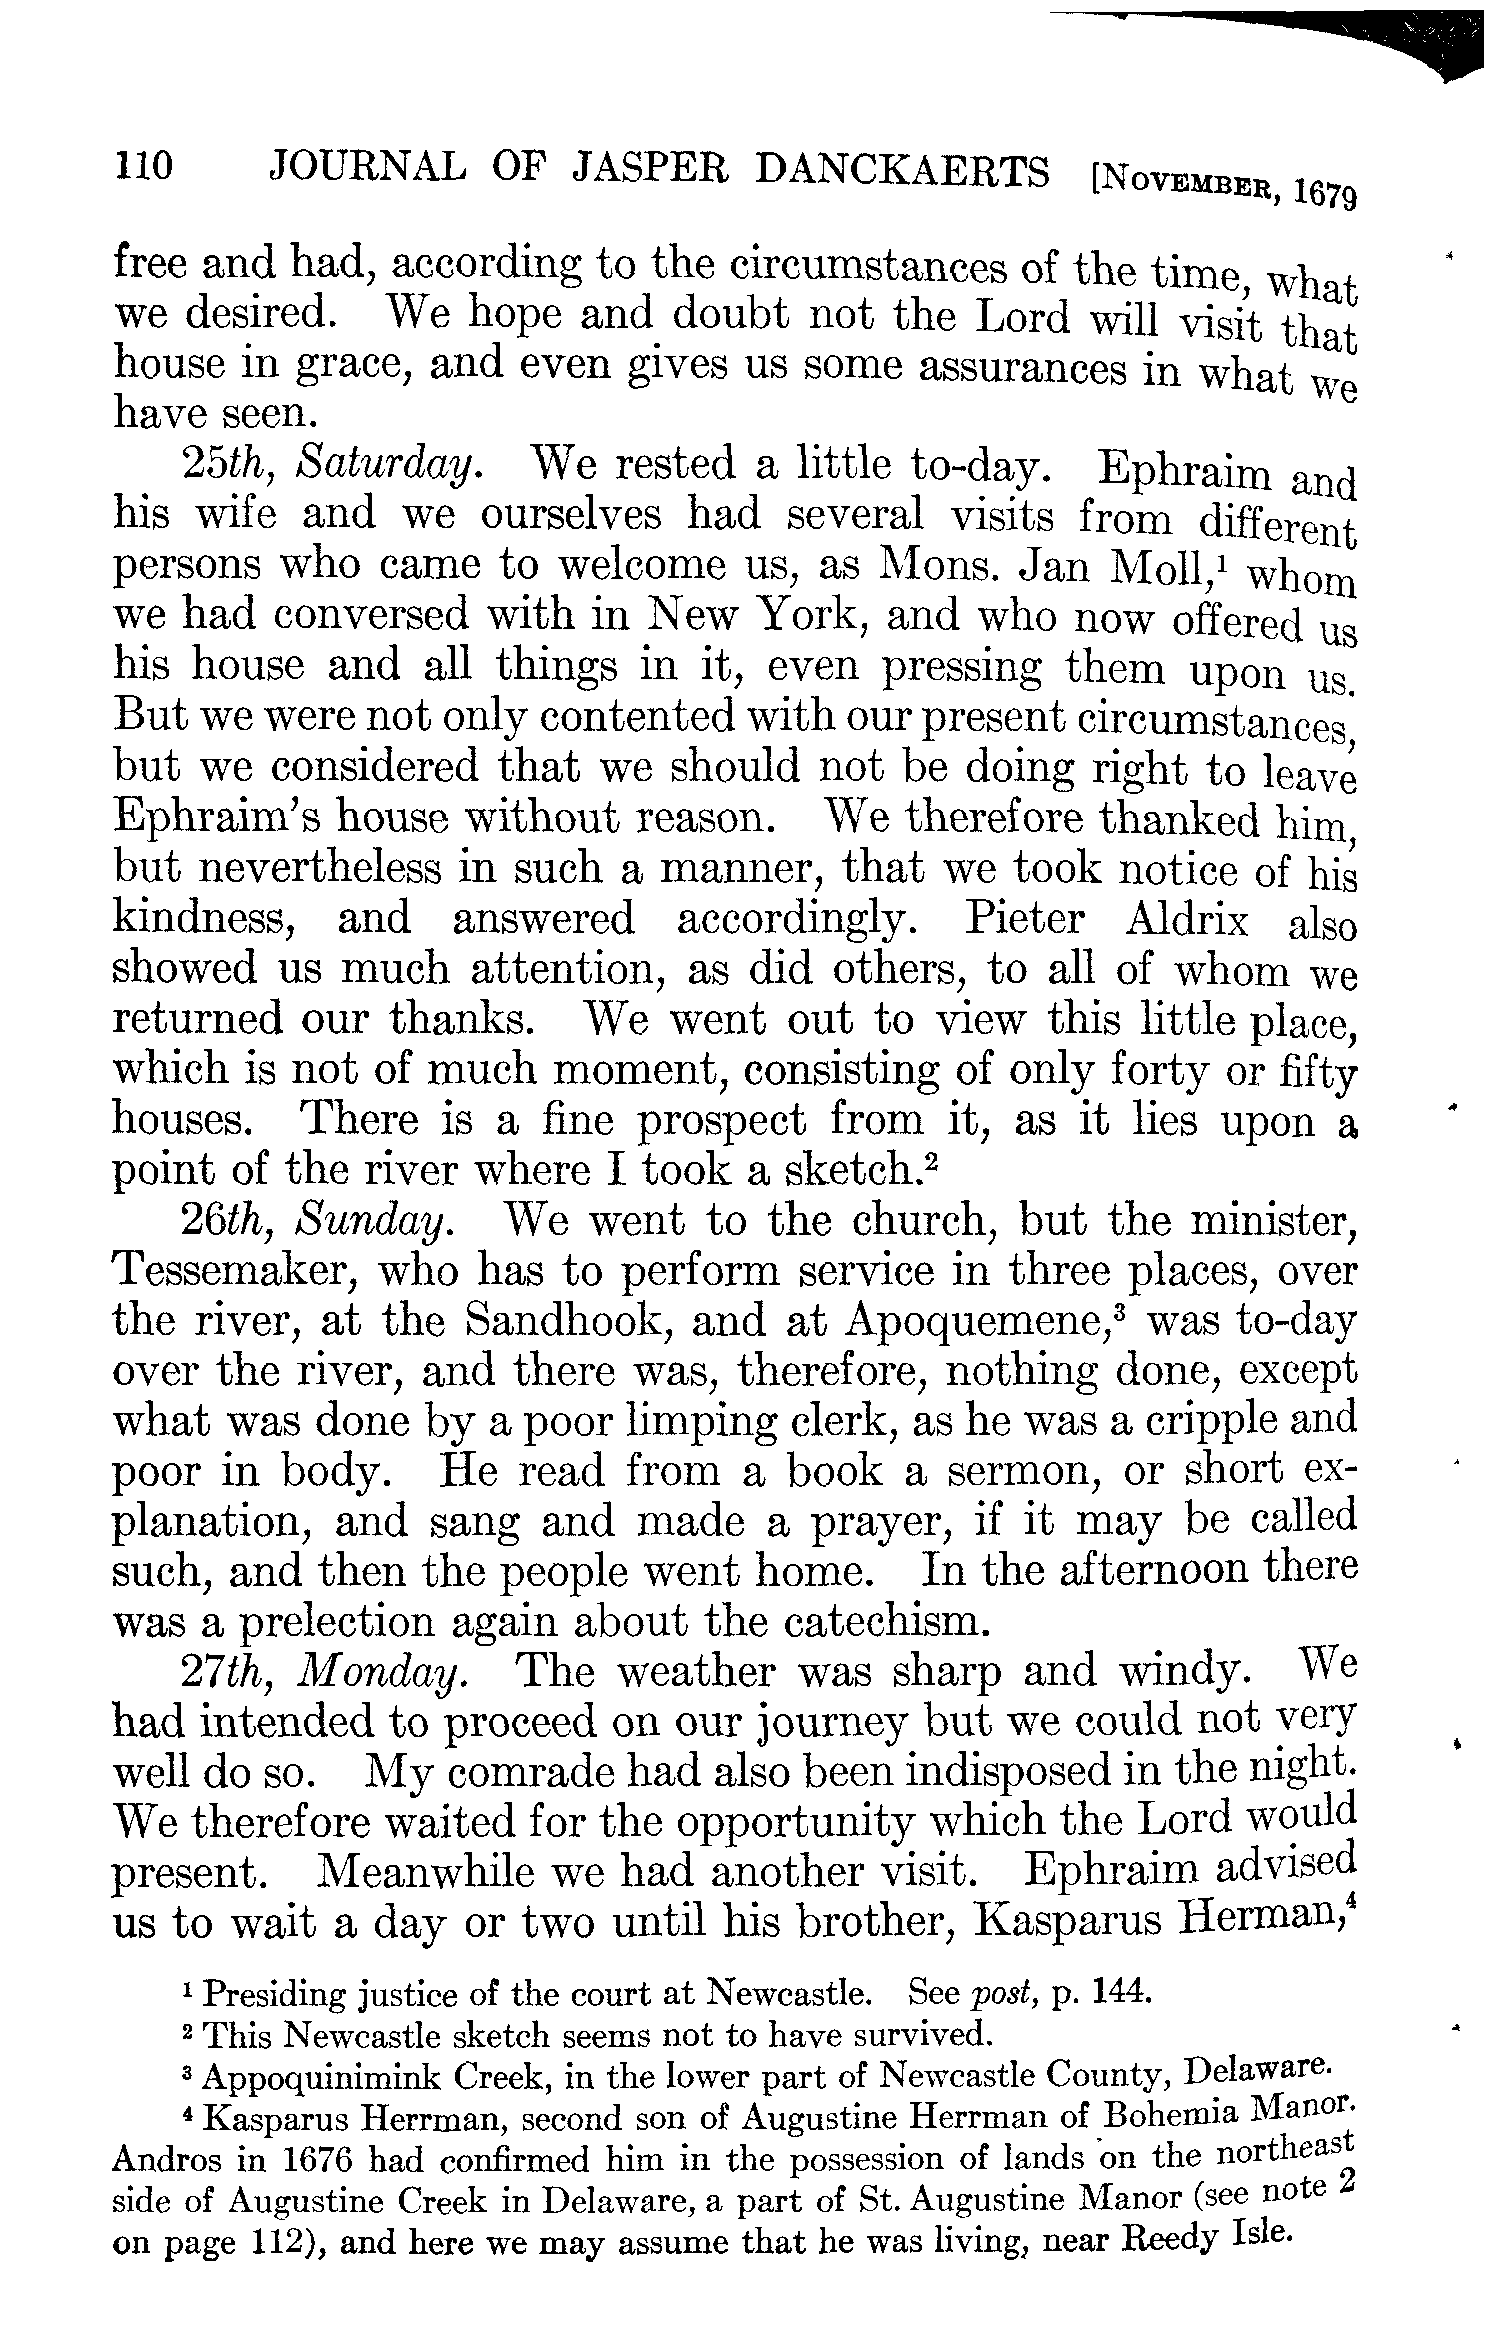 110 JOURNAL OF JASPER DANCKAERTS [NOVEMBER, 1679
free and had, according to the circumstances of the time, what
we desired. We hope and doubt not the Lord will visit that
house in grace, and even gives us some assurances in what we
have seen.
25th, Saturday. We rested a little to-day. Ephraim and
his wife and we ourselves had several visits from different
persons who came to welcome us, as Mons. Jan Moll,¹ whom
we had conversed with in New York, and who now offered us
his house and all things in it, even pressing them upon us.
But we were not only contented with our present circumstances,
but we considered that we should not be doing right to leave
Ephraim's house without reason. We therefore thanked him,
but nevertheless in such a manner, that we took notice of his
kindness, and answered accordingly. Pieter Aldrix also
showed us much attention, as did others, to all of whom we
returned our thanks. We went out to view this little place,
which is not of much moment, consisting of only forty or fifty
houses. There is a fine prospect from it, as it lies upon a
point of the river where I took a sketch.²
26th, Sunday. We went to the church, but the minister,
Tessemaker, who has to perform service in three places, over
the river, at the Sandhook, and at Apoquemene,³ was to-day
over the river, and there was, therefore, nothing done, except
what was done by a poor limping clerk, as he was a cripple and
poor in body. He read from a book a sermon, or short ex-
planation, and sang and made a prayer, if it may be called
such, and then the people went home. In the afternoon there
was a prelection again about the catechism.
27th, Monday. The weather was sharp and windy. We
had intended to proceed on our journey but we could not very
well do so. My comrade had also been indisposed in the night.
We therefore waited for the opportunity which the Lord would
present. Meanwhile we had another visit. Ephraim advised
us to wait a day or two until his brother, Kasparus Herman,⁴
¹ Presiding justice of the court at Newcastle. See post, p. 144.
² This Newcastle sketch seems not to have survived.
³ Appoquinimink Creek, in the lower part of Newcastle County, Delaware.
⁴ Kasparus Herrman, second son of Augustine Herrman of Bohemia Manor.
Andros in 1676 had confirmed him in the possession of lands on the northeast
side of Augustine Creek in Delaware, a part of St. Augustine Manor (see note 2
on page 112), and here we may assume that he was living, near Reedy Isle.